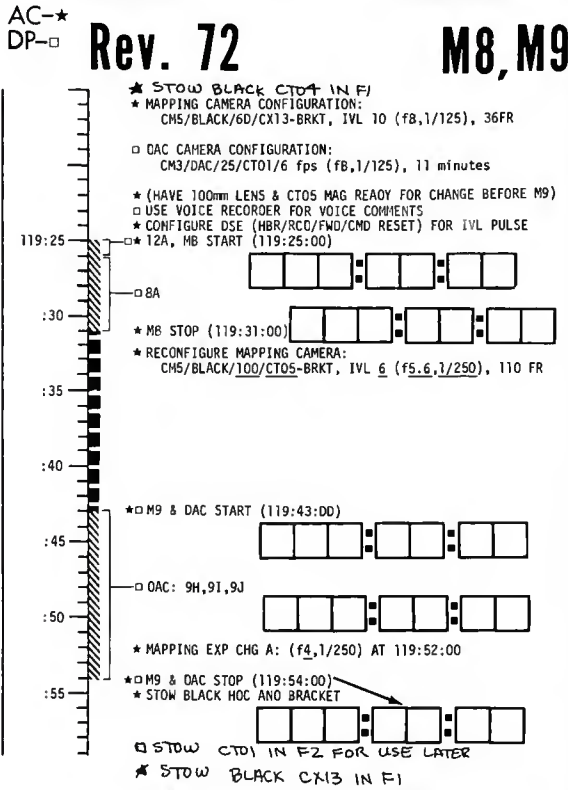 AC-★
DP-□
Rev. 72 M8, M9
★ STOW BLACK CT04 IN F1
★ MAPPING CAMERA CONFIGURATION:
CM5/BLACK/6D/CX13-BRKT, IVL 10 (f8,1/125), 36FR
□ DAC CAMERA CONFIGURATION:
CM3/DAC/25/CT01/6 fps (f8,1/125), 11 minutes
★ (HAVE 100mm LENS & CT05 MAG READY FOR CHANGE BEFORE M9)
□ USE VOICE RECORDER FOR VOICE COMMENTS
★ CONFIGURE DSE (HBR/RCD/FWD/CMD RESET) FOR IVL PULSE
119:25 □★ 12A, M8 START (119:25:00)
□ 8A
:30
★ M8 STOP (119:31:00)
★ RECONFIGURE MAPPING CAMERA:
CM5/BLACK/100/CT05-BRKT, IVL 6 (f5.6,1/250), 110 FR
:35
:40
★□ M9 & DAC START (119:43:DD)
:45
□ OAC: 9H,9I,9J
:50
★ MAPPING EXP CHG A: (f4,1/250) AT 119:52:00
★□ M9 & DAC STOP (119:54:00)
:55 ★ STOW BLACK HOC ANO BRACKET
□ STOW CT01 IN F2 FOR USE LATER
★ STOW BLACK CX13 IN F1